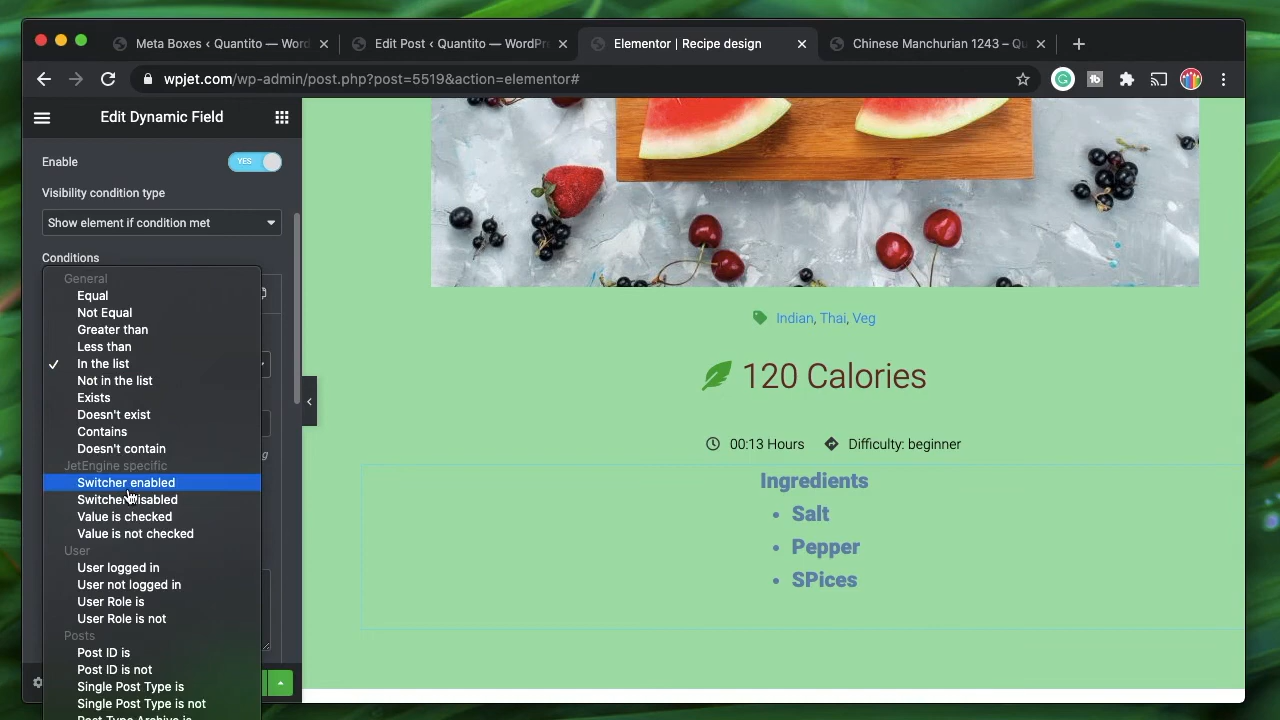 Meta Boxes ‹ Quantito — Word
Edit Post ‹ Quantito — WordPre
Elementor | Recipe design
Chinese Manchurian 1243 – Qu
wpjet.com/wp-admin/post.php?post=5519&action=elementor#
Edit Dynamic Field
Enable
YES
Visibility condition type
Show element if condition met
Conditions
General
Equal
Not Equal
Greater than
Less than
In the list
Not in the list
Exists
Doesn't exist
Contains
Doesn't contain
JetEngine specific
Switcher enabled
Switcher disabled
Value is checked
Value is not checked
User
User logged in
User not logged in
User Role is
User Role is not
Posts
Post ID is
Post ID is not
Single Post Type is
Single Post Type is not
Post Type Archive is
Indian, Thai, Veg
120 Calories
00:13 Hours
Difficulty: beginner
Ingredients
• Salt
• Pepper
• SPices